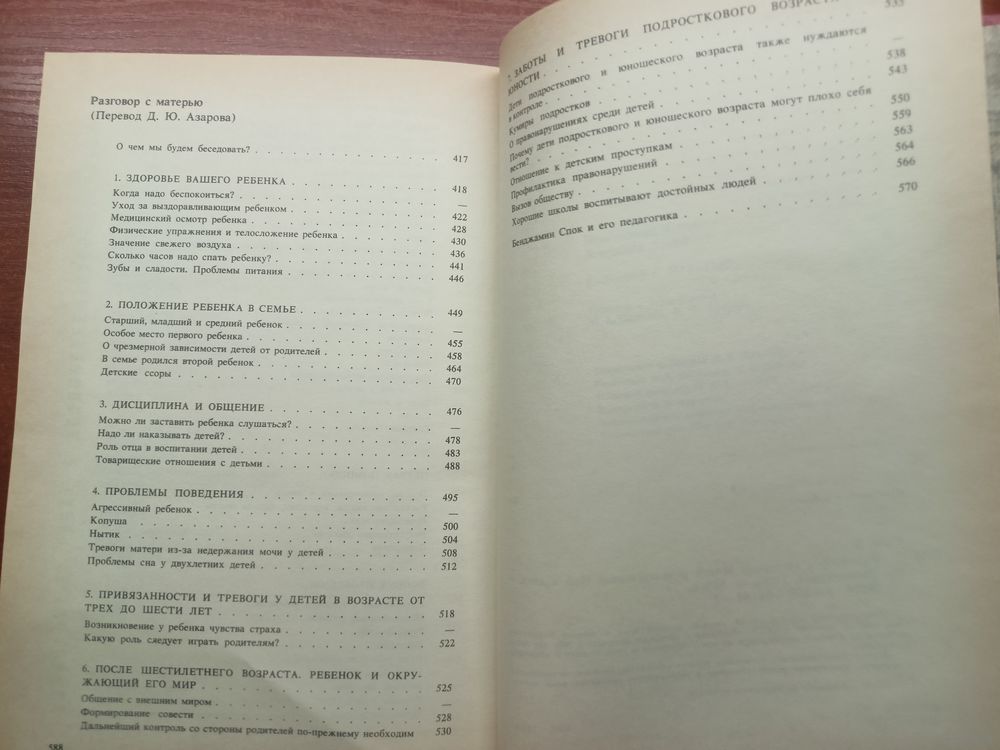 Разговор с матерью
(Перевод Д. Ю. Азарова)
О чем мы будем беседовать? . . . . . . . . . . . . 417
1. ЗДОРОВЬЕ ВАШЕГО РЕБЕНКА . . . . . . . . . . 418
Когда надо беспокоиться? . . . . . . . . . . . . —
Уход за выздоравливающим ребенком . . . . . . . . . 422
Медицинский осмотр ребенка . . . . . . . . . . . . 428
Физические упражнения и телосложение ребенка . . . . . . 430
Значение свежего воздуха . . . . . . . . . . . . 436
Сколько часов надо спать ребенку? . . . . . . . . . . 441
Зубы и сладости. Проблемы питания . . . . . . . . . 446
2. ПОЛОЖЕНИЕ РЕБЕНКА В СЕМЬЕ . . . . . . . . . 449
Старший, младший и средний ребенок . . . . . . . . . —
Особое место первого ребенка . . . . . . . . . . . 455
О чрезмерной зависимости детей от родителей . . . . . . . 458
В семье родился второй ребенок . . . . . . . . . . . 464
Детские ссоры . . . . . . . . . . . . . . . 470
3. ДИСЦИПЛИНА И ОБЩЕНИЕ . . . . . . . . . . . 476
Можно ли заставить ребенка слушаться? . . . . . . . . —
Надо ли наказывать детей? . . . . . . . . . . . . 478
Роль отца в воспитании детей . . . . . . . . . . . 483
Товарищеские отношения с детьми . . . . . . . . . . 488
4. ПРОБЛЕМЫ ПОВЕДЕНИЯ . . . . . . . . . . . . 495
Агрессивный ребенок . . . . . . . . . . . . . . —
Копуша . . . . . . . . . . . . . . . . . 500
Нытик . . . . . . . . . . . . . . . . . . 504
Тревоги матери из-за недержания мочи у детей . . . . . . 508
Проблемы сна у двухлетних детей . . . . . . . . . . 512
5. ПРИВЯЗАННОСТИ И ТРЕВОГИ У ДЕТЕЙ В ВОЗРАСТЕ ОТ
ТРЕХ ДО ШЕСТИ ЛЕТ . . . . . . . . . . . . . 518
Возникновение у ребенка чувства страха . . . . . . . . . —
Какую роль следует играть родителям? . . . . . . . . . 522
6. ПОСЛЕ ШЕСТИЛЕТНЕГО ВОЗРАСТА. РЕБЕНОК И ОКРУ-
ЖАЮЩИЙ ЕГО МИР . . . . . . . . . . . . . . 525
Общение с внешним миром . . . . . . . . . . . . . —
Формирование совести . . . . . . . . . . . . . . 528
Дальнейший контроль со стороны родителей по-прежнему необходим 530
588
7. ЗАБОТЫ И ТРЕВОГИ ПОДРОСТКОВОГО ВОЗРАСТА
ЮНОСТИ . . . . . . . . . . . . . . . . 535
Дети подросткового и юношеского возраста также нуждаются
в контроле . . . . . . . . . . . . . . . . —
Кумиры подростков . . . . . . . . . . . . . . 538
О правонарушениях среди детей . . . . . . . . . . 543
Почему дети подросткового и юношеского возраста могут плохо себя
вести? . . . . . . . . . . . . . . . . . 550
Отношение к детским проступкам . . . . . . . . . . 559
Профилактика правонарушений . . . . . . . . . . . 563
Вызов обществу . . . . . . . . . . . . . . . 564
Хорошие школы воспитывают достойных людей . . . . . . 566
Бенджамин Спок и его педагогика . . . . . . . . . . 570